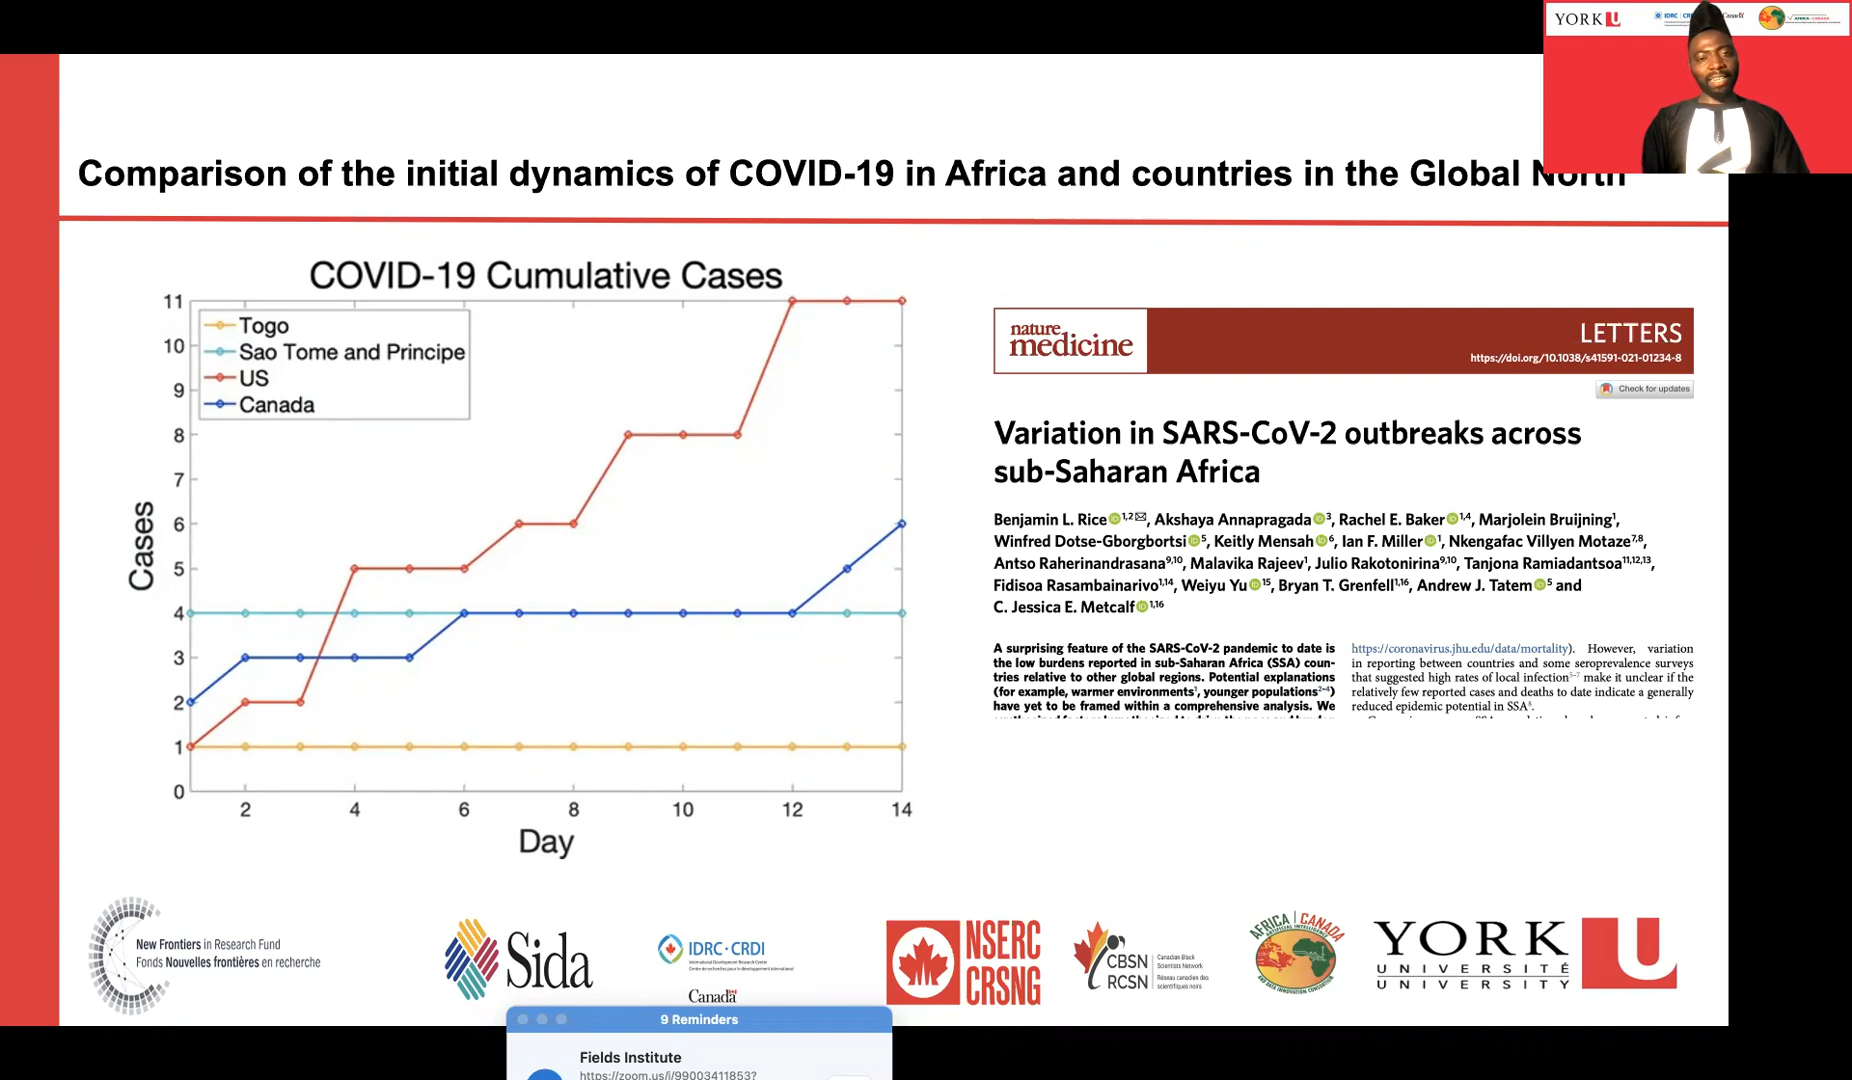 YORK U
Comparison of the initial dynamics of COVID-19 in Africa and countries in the Global North
COVID-19 Cumulative Cases
11
10
9
8
7
6
5
4
3
2
1
0
Togo
Sao Tome and Principe
US
Canada
Cases
2 4 6 8 10 12 14
Day
nature
medicine
LETTERS
https://doi.org/10.1038/s41591-021-01234-8
Check for updates
Variation in SARS-CoV-2 outbreaks across
sub-Saharan Africa
Benjamin L. Rice 1,2✉, Akshaya Annapragada 3, Rachel E. Baker 1,4, Marjolein Bruijning1,
Winfred Dotse-Gborgbortsi 5, Keitly Mensah 6, Ian F. Miller 1, Nkengafac Villyen Motaze7,8,
Antso Raherinandrasana9,10, Malavika Rajeev1, Julio Rakotonirina9,10, Tanjona Ramiadantsoa11,12,13,
Fidisoa Rasambainarivo1,14, Weiyu Yu 15, Bryan T. Grenfell1,16, Andrew J. Tatem 5 and
C. Jessica E. Metcalf 1,16
A surprising feature of the SARS-CoV-2 pandemic to date is
the low burdens reported in sub-Saharan Africa (SSA) coun-
tries relative to other global regions. Potential explanations
(for example, warmer environments1, younger populations2–4)
have yet to be framed within a comprehensive analysis. We
https://coronavirus.jhu.edu/data/mortality). However, variation
in reporting between countries and some seroprevalence surveys
that suggested high rates of local infection5–7 make it unclear if the
relatively few reported cases and deaths to date indicate a generally
reduced epidemic potential in SSA8.
New Frontiers in Research Fund
Fonds Nouvelles frontières en recherche
Sida
IDRC · CRDI
International Development Research Centre
Centre de recherches pour le développement international
Canada
NSERC
CRSNG
CBSN
RCSN
Canadian Black
Scientists Network
Réseau canadien des
scientifiques noirs
AFRICA | CANADA
YORK U
UNIVERSITÉ
UNIVERSITY
9 Reminders
Fields Institute
https://zoom.us/j/99003411853?